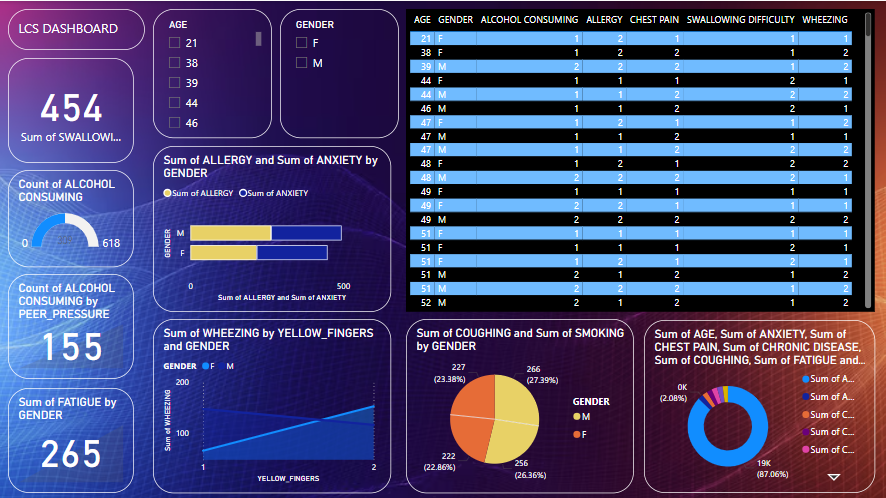 LCS DASHBOARD
454
Sum of SWALLOWI...
Count of ALCOHOL
CONSUMING
0
618
Count of ALCOHOL
CONSUMING by
PEER_PRESSURE
155
Sum of FATIGUE by
GENDER
265
AGE
21
38
39
44
46
GENDER
F
M
Sum of ALLERGY and Sum of ANXIETY by
GENDER
Sum of ALLERGY Sum of ANXIETY
GENDER
M
F
0 500
Sum of ALLERGY and Sum of ANXIETY
AGE GENDER ALCOHOL CONSUMING ALLERGY CHEST PAIN SWALLOWING DIFFICULTY WHEEZING
21 F 1 2 1 1 1
38 F 1 2 2 1 2
39 M 2 2 2 1 2
44 F 1 1 1 2 1
44 M 1 1 2 2 1
46 M 1 1 2 1 2
47 F 1 2 1 2 2
47 M 1 1 2 1 1
47 M 1 1 2 2 2
48 F 1 2 1 2 2
48 M 2 2 2 2 2
49 F 1 1 1 1 1
49 F 2 2 1 1 1
49 M 2 1 2 2 2
51 F 1 1 1 1 1
51 F 1 1 1 2 1
51 F 1 2 1 2 1
51 M 2 1 2 1 1
51 M 2 1 2 1 2
52 M 2 1 2 2 2
Sum of WHEEZING by YELLOW_FINGERS
and GENDER
GENDER F M
Sum of WHEEZING
200
100
1 2
YELLOW_FINGERS
Sum of COUGHING and Sum of SMOKING
by GENDER
227
(23.38%)
266
(27.39%)
222
(22.86%)
256
(26.36%)
GENDER
M
F
Sum of AGE, Sum of ANXIETY, Sum of
CHEST PAIN, Sum of CHRONIC DISEASE,
Sum of COUGHING, Sum of FATIGUE and...
0K
(2.08%)
19K
(87.06%)
Sum of A...
Sum of A...
Sum of C...
Sum of C...
Sum of C...